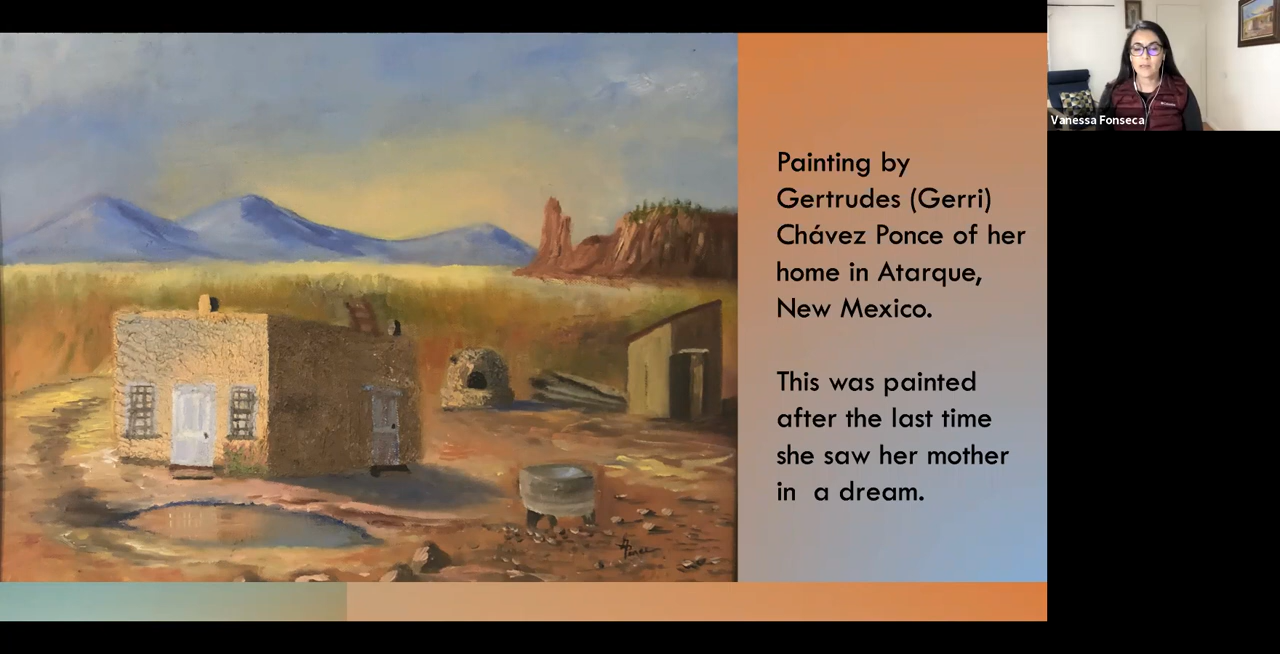 Painting by
Gertrudes (Gerri)
Chávez Ponce of her
home in Atarque,
New Mexico.
This was painted
after the last time
she saw her mother
in a dream.
Vanessa Fonseca